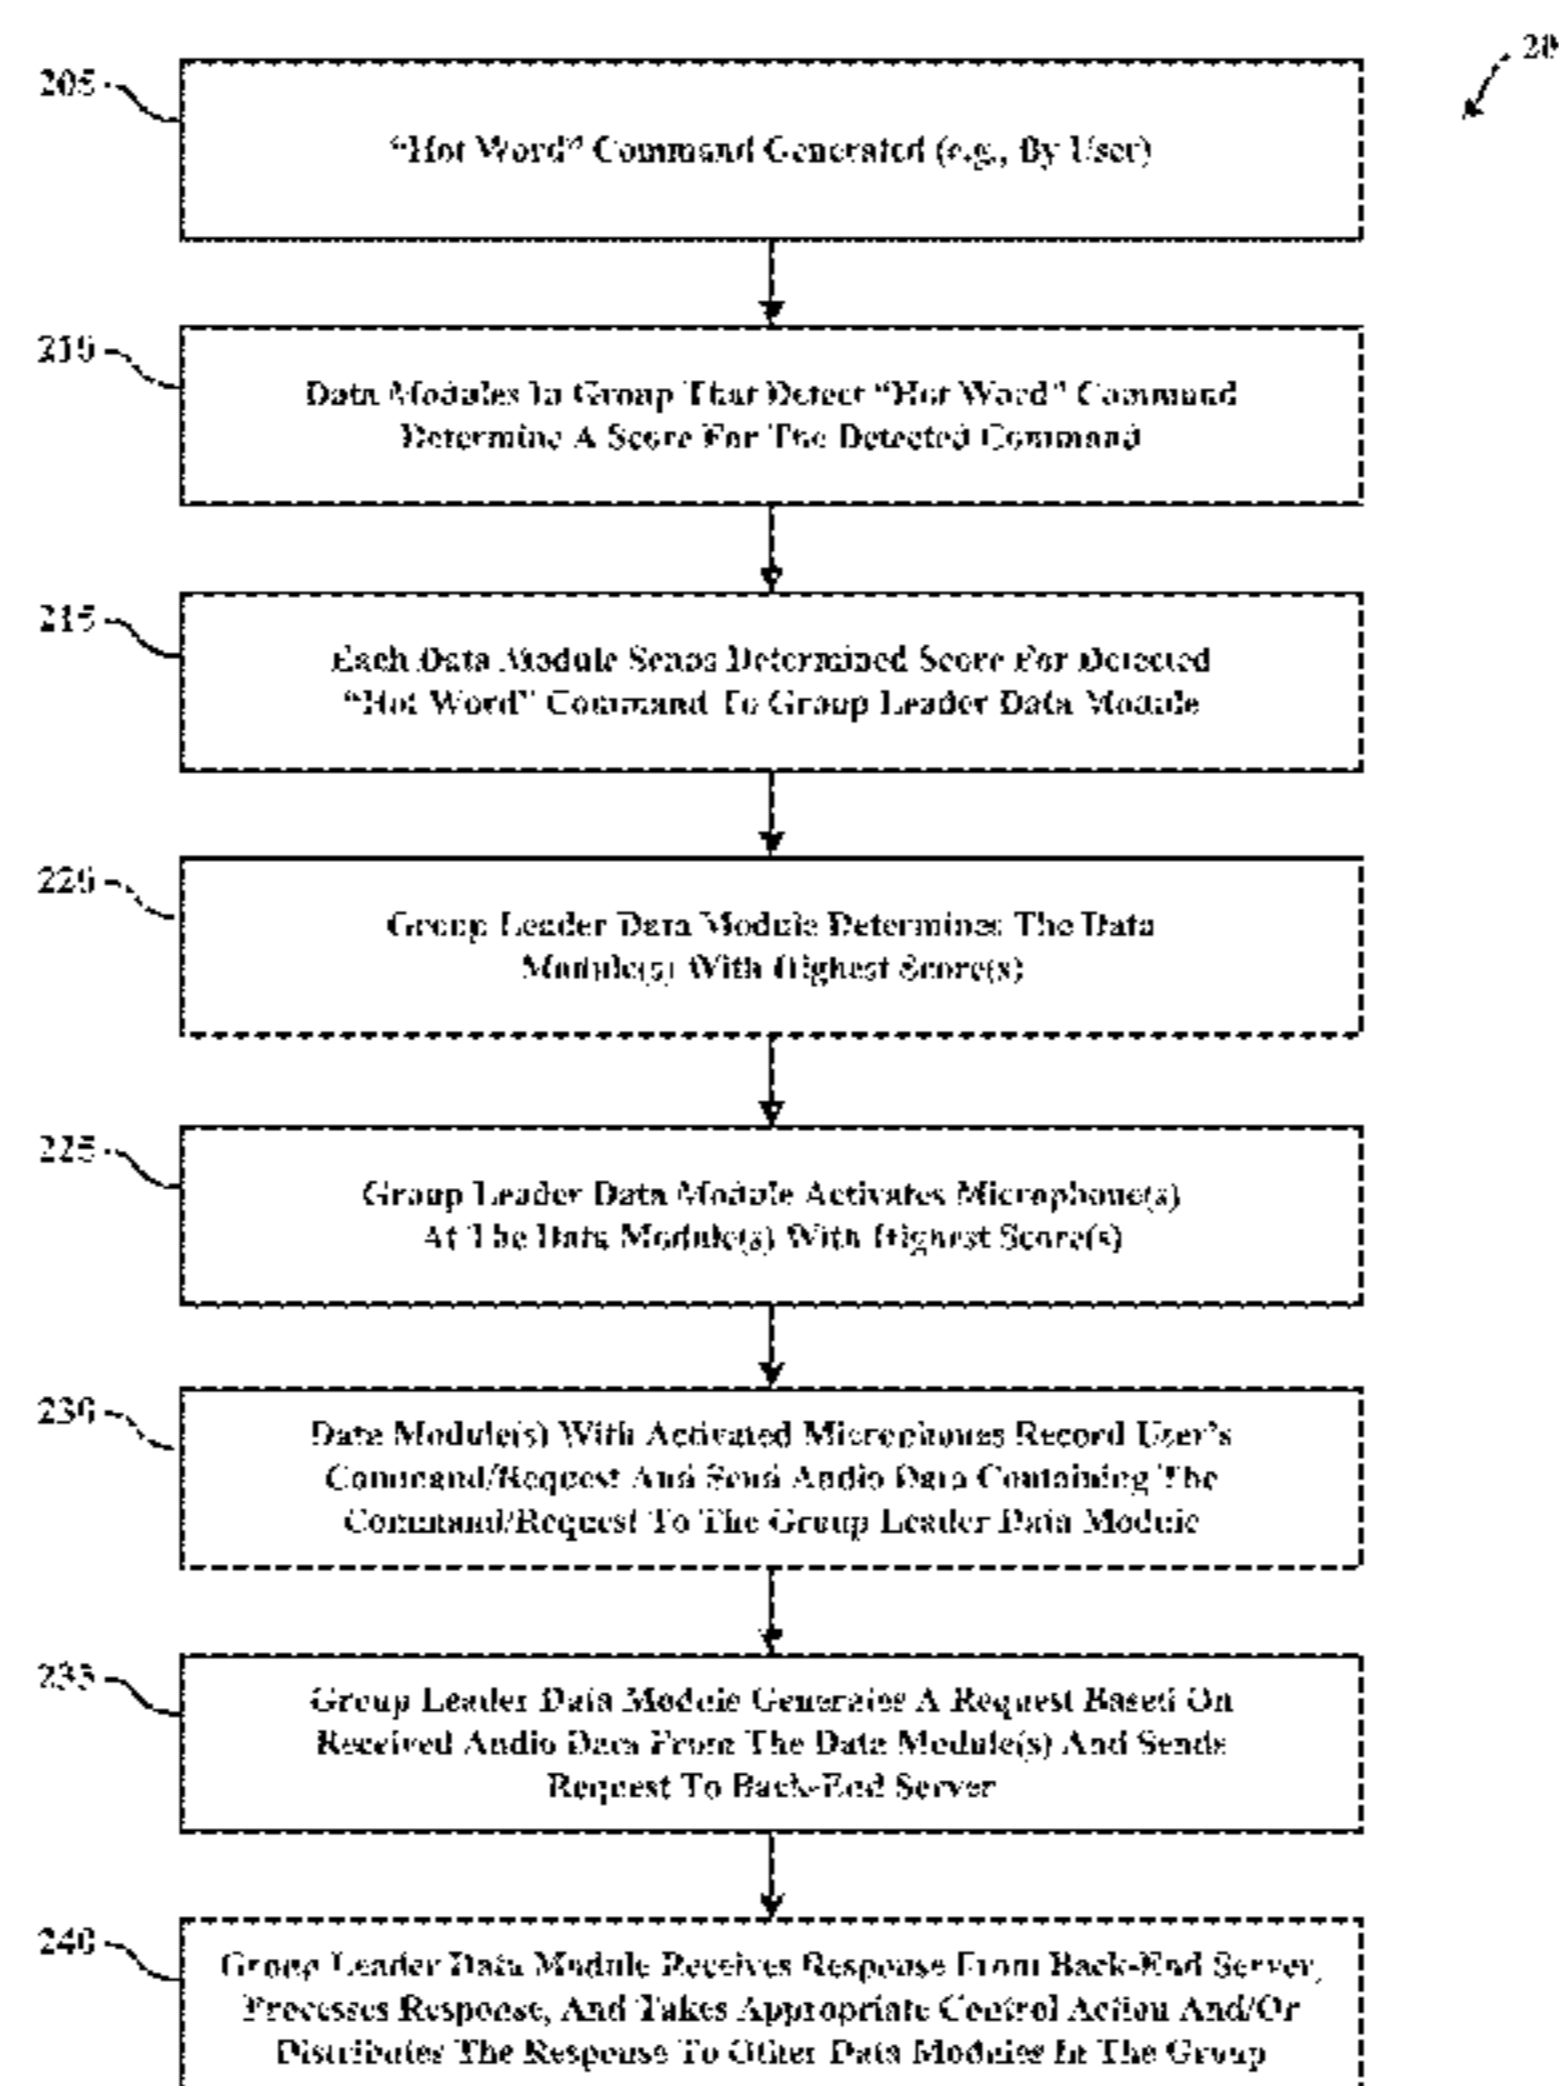 20
205
“Hot Word” Command Generated (e.g., By User)
210
Data Modules In Group That Detect “Hot Word” Command
Determine A Score For The Detected Command
215
Each Data Module Sends Determined Score For Detected
“Hot Word” Command To Group Leader Data Module
220
Group Leader Data Module Determines The Data
Module(s) With Highest Score(s)
225
Group Leader Data Module Activates Microphone(s)
At The Data Module(s) With Highest Score(s)
230
Data Module(s) With Activated Microphones Record User’s
Command/Request And Send Audio Data Containing The
Command/Request To The Group Leader Data Module
235
Group Leader Data Module Generates A Request Based On
Received Audio Data From The Data Module(s) And Sends
Request To Back-End Server
240
Group Leader Data Module Receives Response From Back-End Server,
Processes Response, And Takes Appropriate Control Action And/Or
Distributes The Response To Other Data Modules In The Group